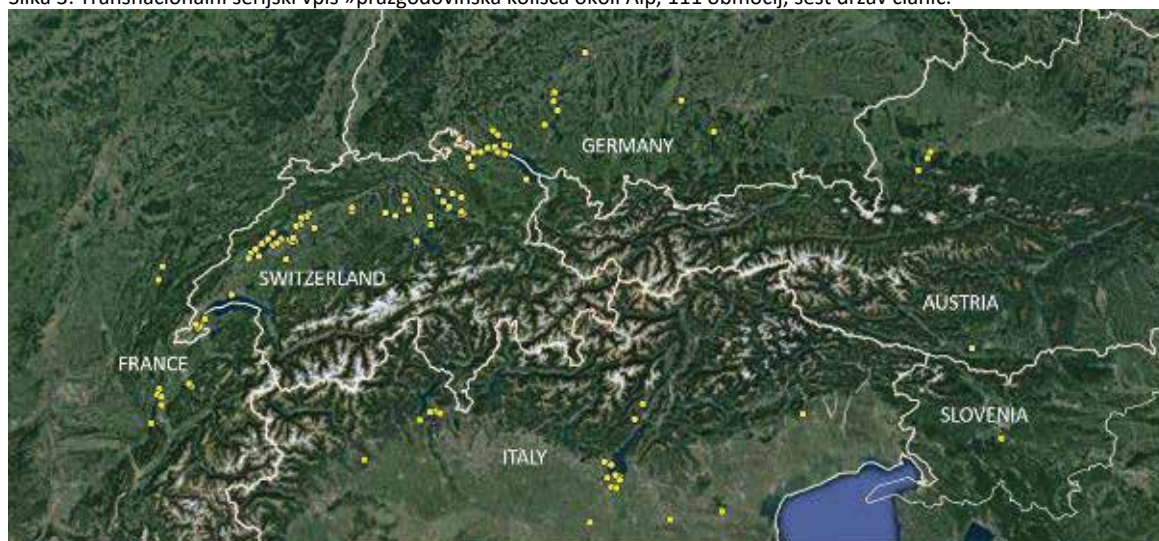 Slika 3: Transnacionalni serijski vpis »prazgodovinska kolišča okoli Alp, 111 območij, šest držav članic.
GERMANY
SWITZERLAND
AUSTRIA
FRANCE
SLOVENIA
ITALY